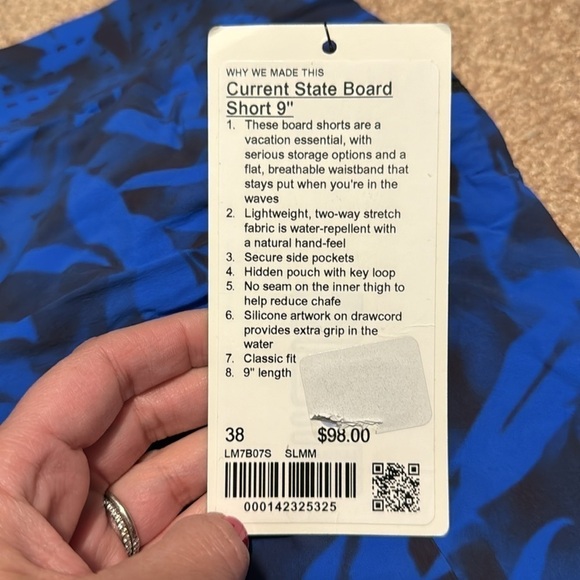 WHY WE MADE THIS
Current State Board
Short 9"
1. These board shorts are a
vacation essential, with
serious storage options and a
flat, breathable waistband that
stays put when you're in the
waves
2. Lightweight, two-way stretch
fabric is water-repellent with
a natural hand-feel
3. Secure side pockets
4. Hidden pouch with key loop
5. No seam on the inner thigh to
help reduce chafe
6. Silicone artwork on drawcord
provides extra grip in the
water
7. Classic fit
8. 9" length
38 $98.00
LM7B07S SLMM
000142325325